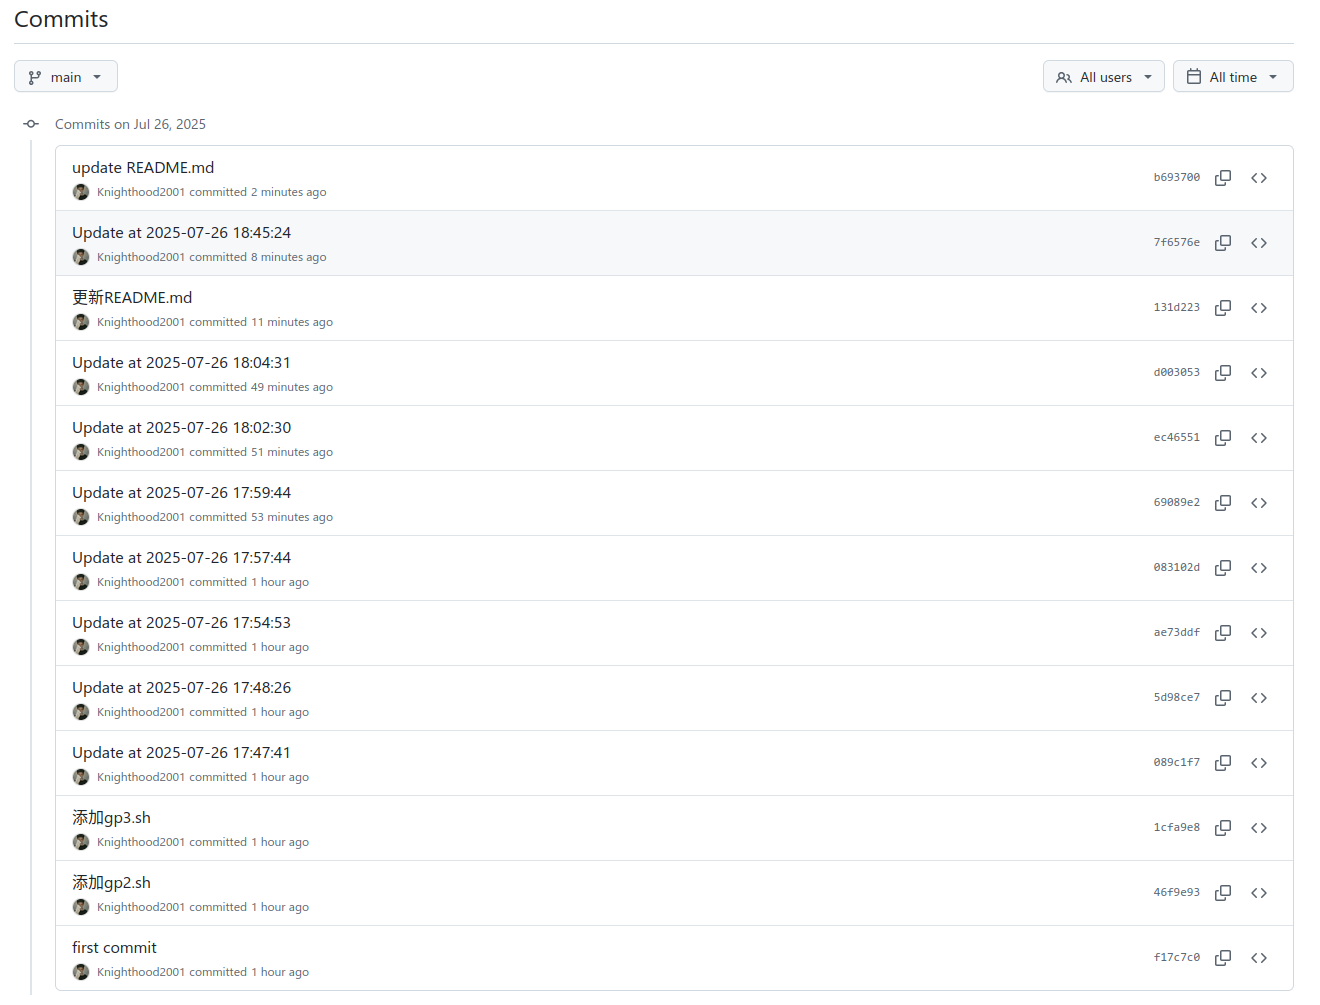 Commits
main
All users
All time
Commits on Jul 26, 2025
update README.md
b693700
Knighthood2001 committed 2 minutes ago
Update at 2025-07-26 18:45:24
7f6576e
Knighthood2001 committed 8 minutes ago
更新README.md
131d223
Knighthood2001 committed 11 minutes ago
Update at 2025-07-26 18:04:31
d003053
Knighthood2001 committed 49 minutes ago
Update at 2025-07-26 18:02:30
ec46551
Knighthood2001 committed 51 minutes ago
Update at 2025-07-26 17:59:44
69089e2
Knighthood2001 committed 53 minutes ago
Update at 2025-07-26 17:57:44
083102d
Knighthood2001 committed 1 hour ago
Update at 2025-07-26 17:54:53
ae73ddf
Knighthood2001 committed 1 hour ago
Update at 2025-07-26 17:48:26
5d98ce7
Knighthood2001 committed 1 hour ago
Update at 2025-07-26 17:47:41
089c1f7
Knighthood2001 committed 1 hour ago
添加gp3.sh
1cfa9e8
Knighthood2001 committed 1 hour ago
添加gp2.sh
46f9e93
Knighthood2001 committed 1 hour ago
first commit
f17c7c0
Knighthood2001 committed 1 hour ago